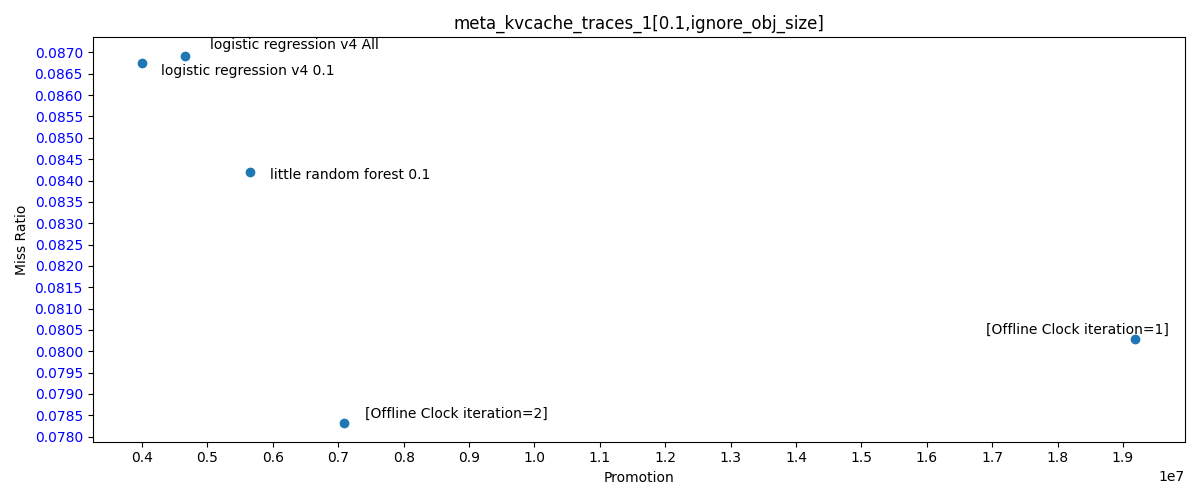 meta_kvcache_traces_1[0.1,ignore_obj_size]
Miss Ratio
0.0870
0.0865
0.0860
0.0855
0.0850
0.0845
0.0840
0.0835
0.0830
0.0825
0.0820
0.0815
0.0810
0.0805
0.0800
0.0795
0.0790
0.0785
0.0780
logistic regression v4 All
logistic regression v4 0.1
little random forest 0.1
[Offline Clock iteration=1]
[Offline Clock iteration=2]
0.4 0.5 0.6 0.7 0.8 0.9 1.0 1.1 1.2 1.3 1.4 1.5 1.6 1.7 1.8 1.9
Promotion
1e7